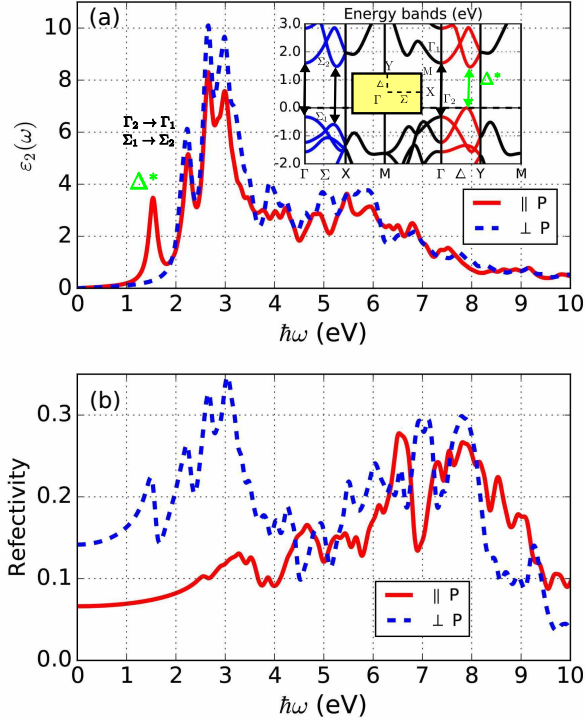 (a)
Energy bands (eV)
3.0
2.0
1.0
0.0
-1.0
-2.0
Σ₂
Γ₁
Y
M
Δ
X
Γ
Σ
Γ₂
Δ*
Γ Σ X M Γ Δ Y M
Γ₂→Γ₁
Σ₁→Σ₂
Δ*
ε₂(ω)
10
8
6
4
2
0
|| P
⊥ P
0 1 2 3 4 5 6 7 8 9 10
ħω (eV)
(b)
Refectivity
0.3
0.2
0.1
0.0
|| P
⊥ P
0 1 2 3 4 5 6 7 8 9 10
ħω (eV)